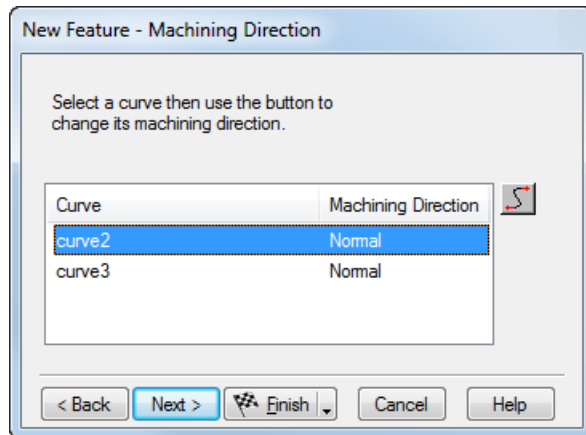 New Feature - Machining Direction
Select a curve then use the button to
change its machining direction.
Curve Machining Direction
curve2 Normal
curve3 Normal
< Back Next > Finish Cancel Help